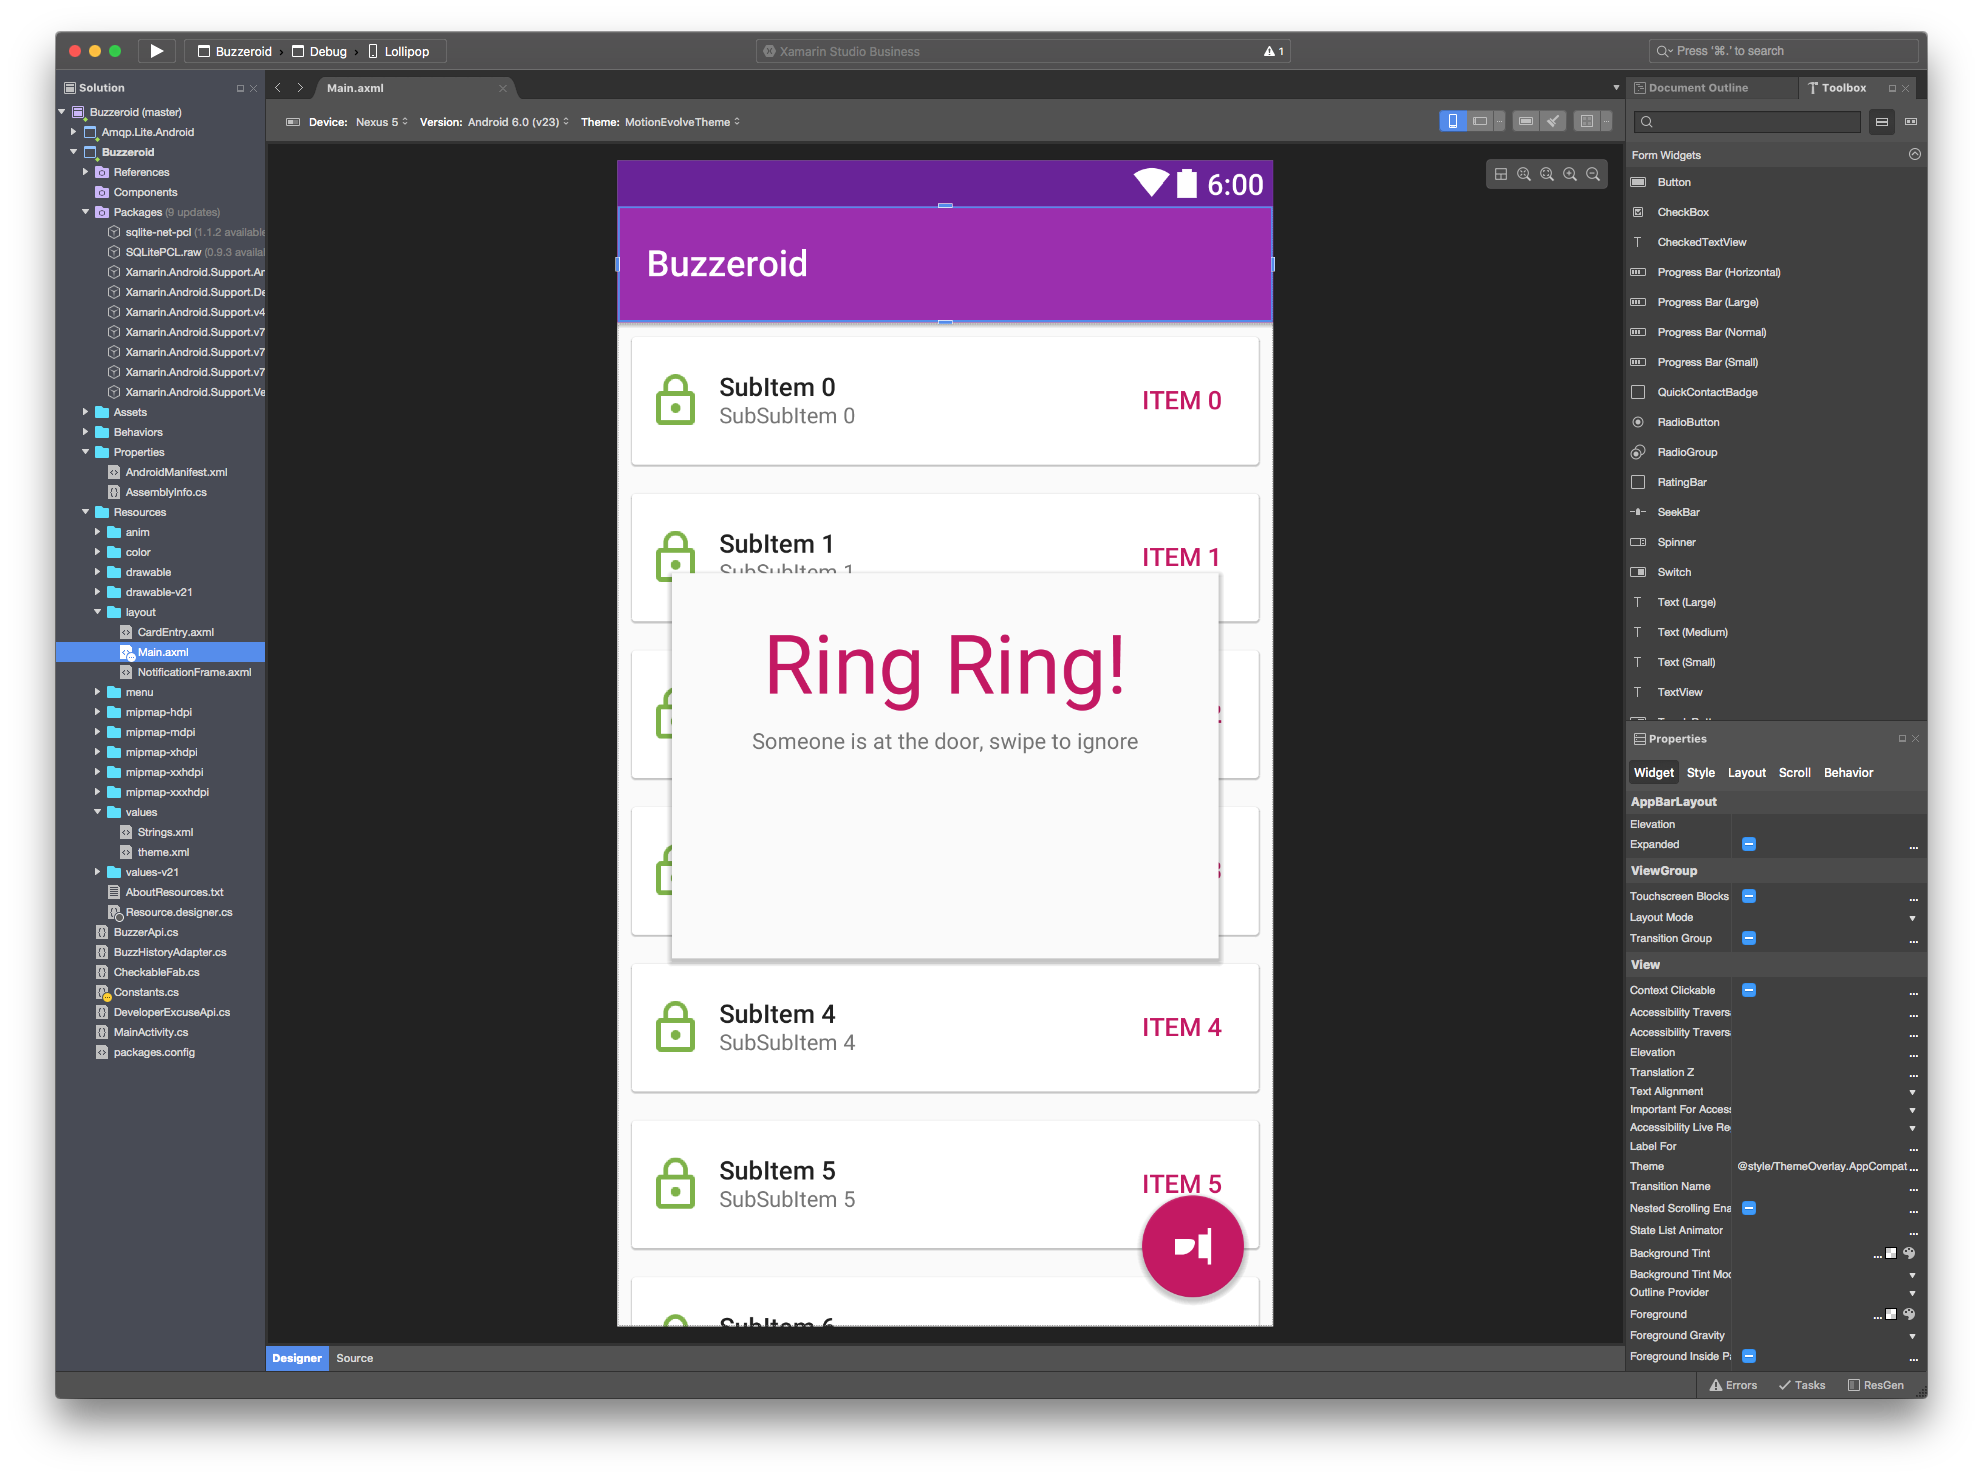 Buzzeroid › Debug › Lollipop
Xamarin Studio Business
1
Press '⌘.' to search
Solution
Buzzeroid (master)
Amqp.Lite.Android
Buzzeroid
References
Components
Packages (9 updates)
sqlite-net-pcl (1.1.2 available
SQLitePCL.raw (0.9.3 availal
Xamarin.Android.Support.Ar
Xamarin.Android.Support.De
Xamarin.Android.Support.v4
Xamarin.Android.Support.v7
Xamarin.Android.Support.v7
Xamarin.Android.Support.v7
Xamarin.Android.Support.Ve
Assets
Behaviors
Properties
AndroidManifest.xml
AssemblyInfo.cs
Resources
anim
color
drawable
drawable-v21
layout
CardEntry.axml
Main.axml
NotificationFrame.axml
menu
mipmap-hdpi
mipmap-mdpi
mipmap-xhdpi
mipmap-xxhdpi
mipmap-xxxhdpi
values
Strings.xml
theme.xml
values-v21
AboutResources.txt
Resource.designer.cs
BuzzerApi.cs
BuzzHistoryAdapter.cs
CheckableFab.cs
Constants.cs
DeveloperExcuseApi.cs
MainActivity.cs
packages.config
Main.axml
Device: Nexus 5 Version: Android 6.0 (v23) Theme: MotionEvolveTheme
6:00
Buzzeroid
SubItem 0
SubSubItem 0
ITEM 0
SubItem 1
SubSubItem 1
ITEM 1
Ring Ring!
Someone is at the door, swipe to ignore
SubItem 4
SubSubItem 4
ITEM 4
SubItem 5
SubSubItem 5
ITEM 5
SubItem 6
Designer Source
Document Outline
Toolbox
Form Widgets
Button
CheckBox
CheckedTextView
Progress Bar (Horizontal)
Progress Bar (Large)
Progress Bar (Normal)
Progress Bar (Small)
QuickContactBadge
RadioButton
RadioGroup
RatingBar
SeekBar
Spinner
Switch
Text (Large)
Text (Medium)
Text (Small)
TextView
Properties
Widget Style Layout Scroll Behavior
AppBarLayout
Elevation
Expanded ...
ViewGroup
Touchscreen Blocks ...
Layout Mode
Transition Group ...
View
Context Clickable ...
Accessibility Travers ...
Accessibility Travers ...
Elevation ...
Translation Z ...
Text Alignment
Important For Access
Accessibility Live Re
Label For ...
Theme @style/ThemeOverlay.AppCompat ...
Transition Name ...
Nested Scrolling Ena ...
State List Animator ...
Background Tint ...
Background Tint Moc
Outline Provider
Foreground ...
Foreground Gravity
Foreground Inside P ...
Errors Tasks ResGen